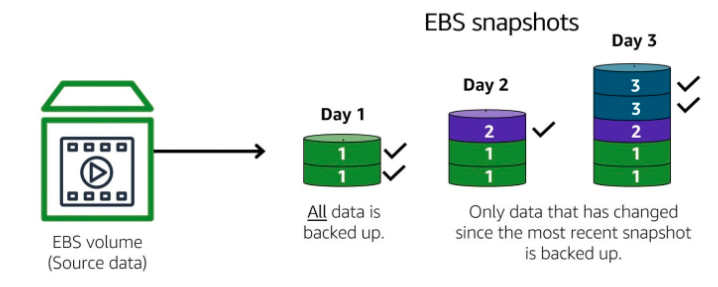 EBS snapshots
Day 1
Day 2
Day 3
1
1
2
1
1
3
3
2
1
1
EBS volume
(Source data)
All data is
backed up.
Only data that has changed
since the most recent snapshot
is backed up.